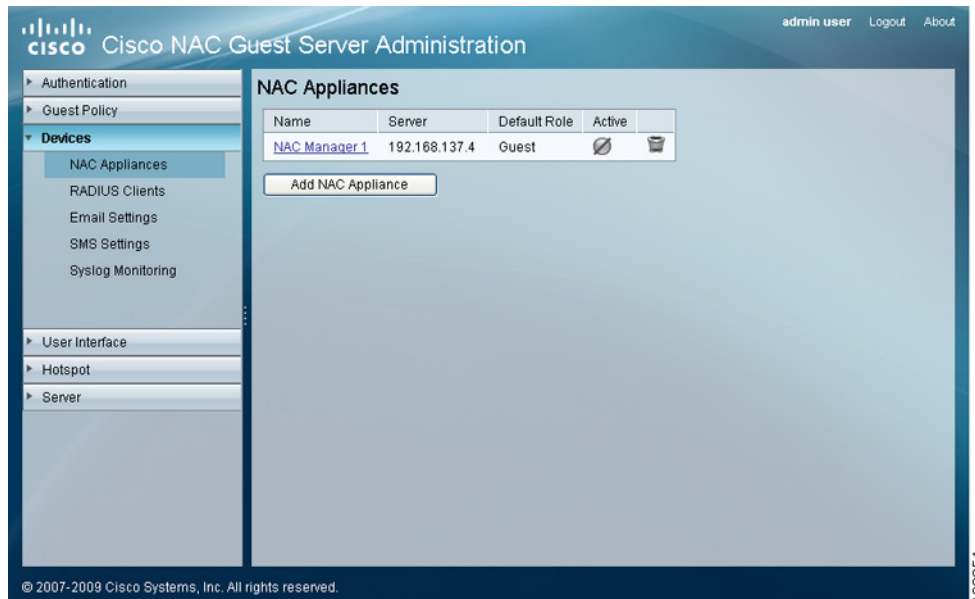 admin user Logout About
CISCO Cisco NAC Guest Server Administration
Authentication
Guest Policy
Devices
NAC Appliances
RADIUS Clients
Email Settings
SMS Settings
Syslog Monitoring
User Interface
Hotspot
Server
NAC Appliances
Name Server Default Role Active
NAC Manager 1 192.168.137.4 Guest
Add NAC Appliance
© 2007-2009 Cisco Systems, Inc. All rights reserved.